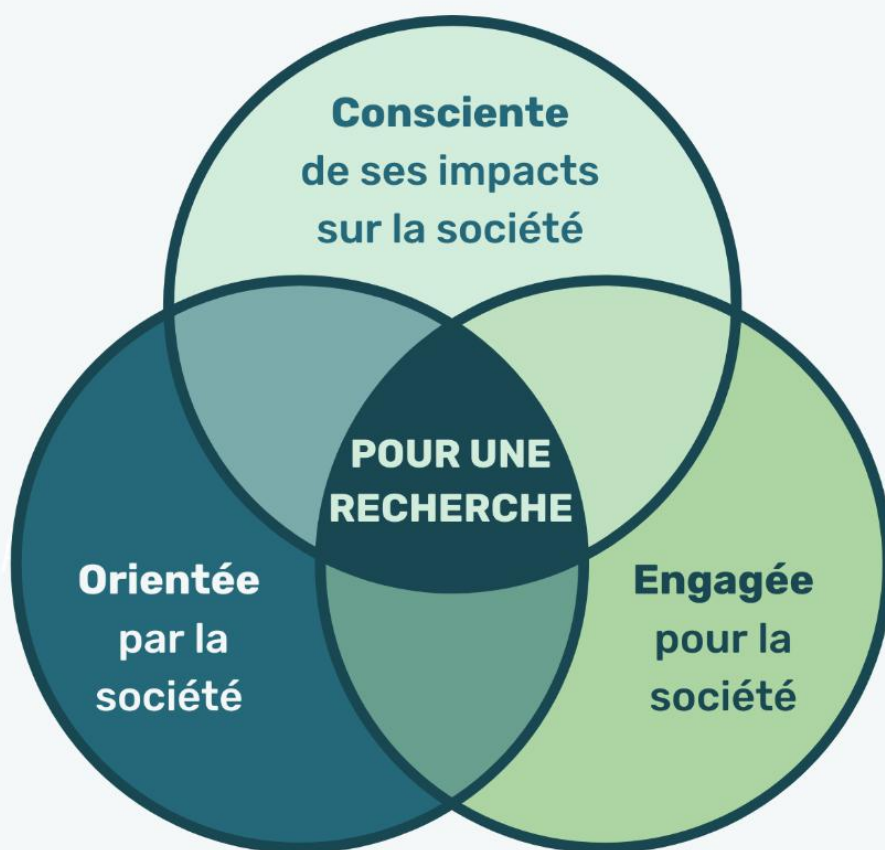 Consciente
de ses impacts
sur la société
POUR UNE
RECHERCHE
Orientée
par la
société
Engagée
pour la
société